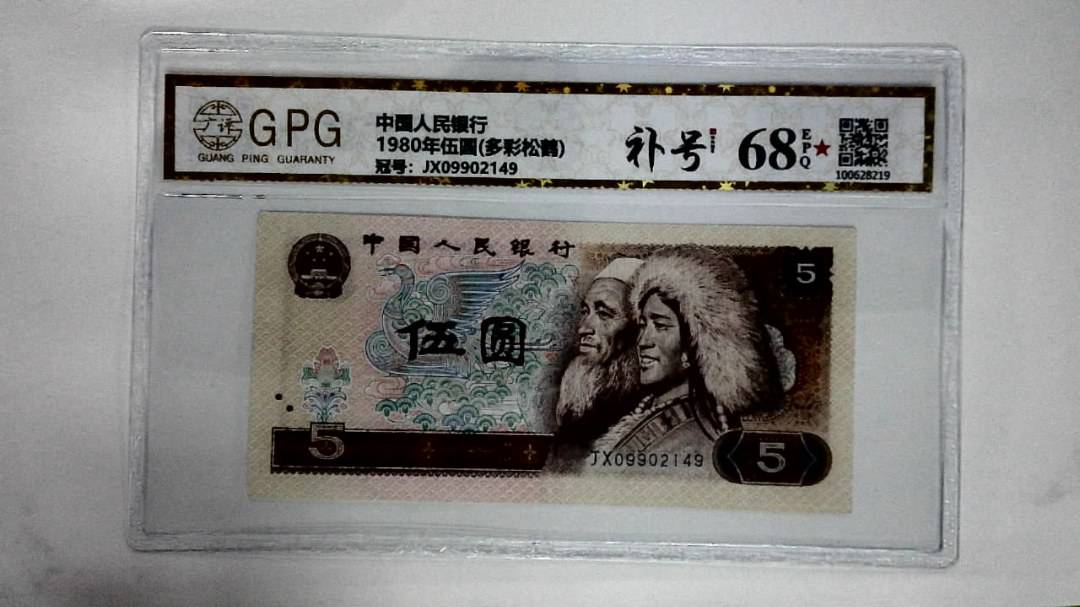 GPG
GUANG PING GUARANTY
中国人民银行
1980年伍圆(多彩松鹤)
冠号：JX09902149
补号
68
EPQ
100628219
中国人民银行
5
伍圆
5
JX09902149
5